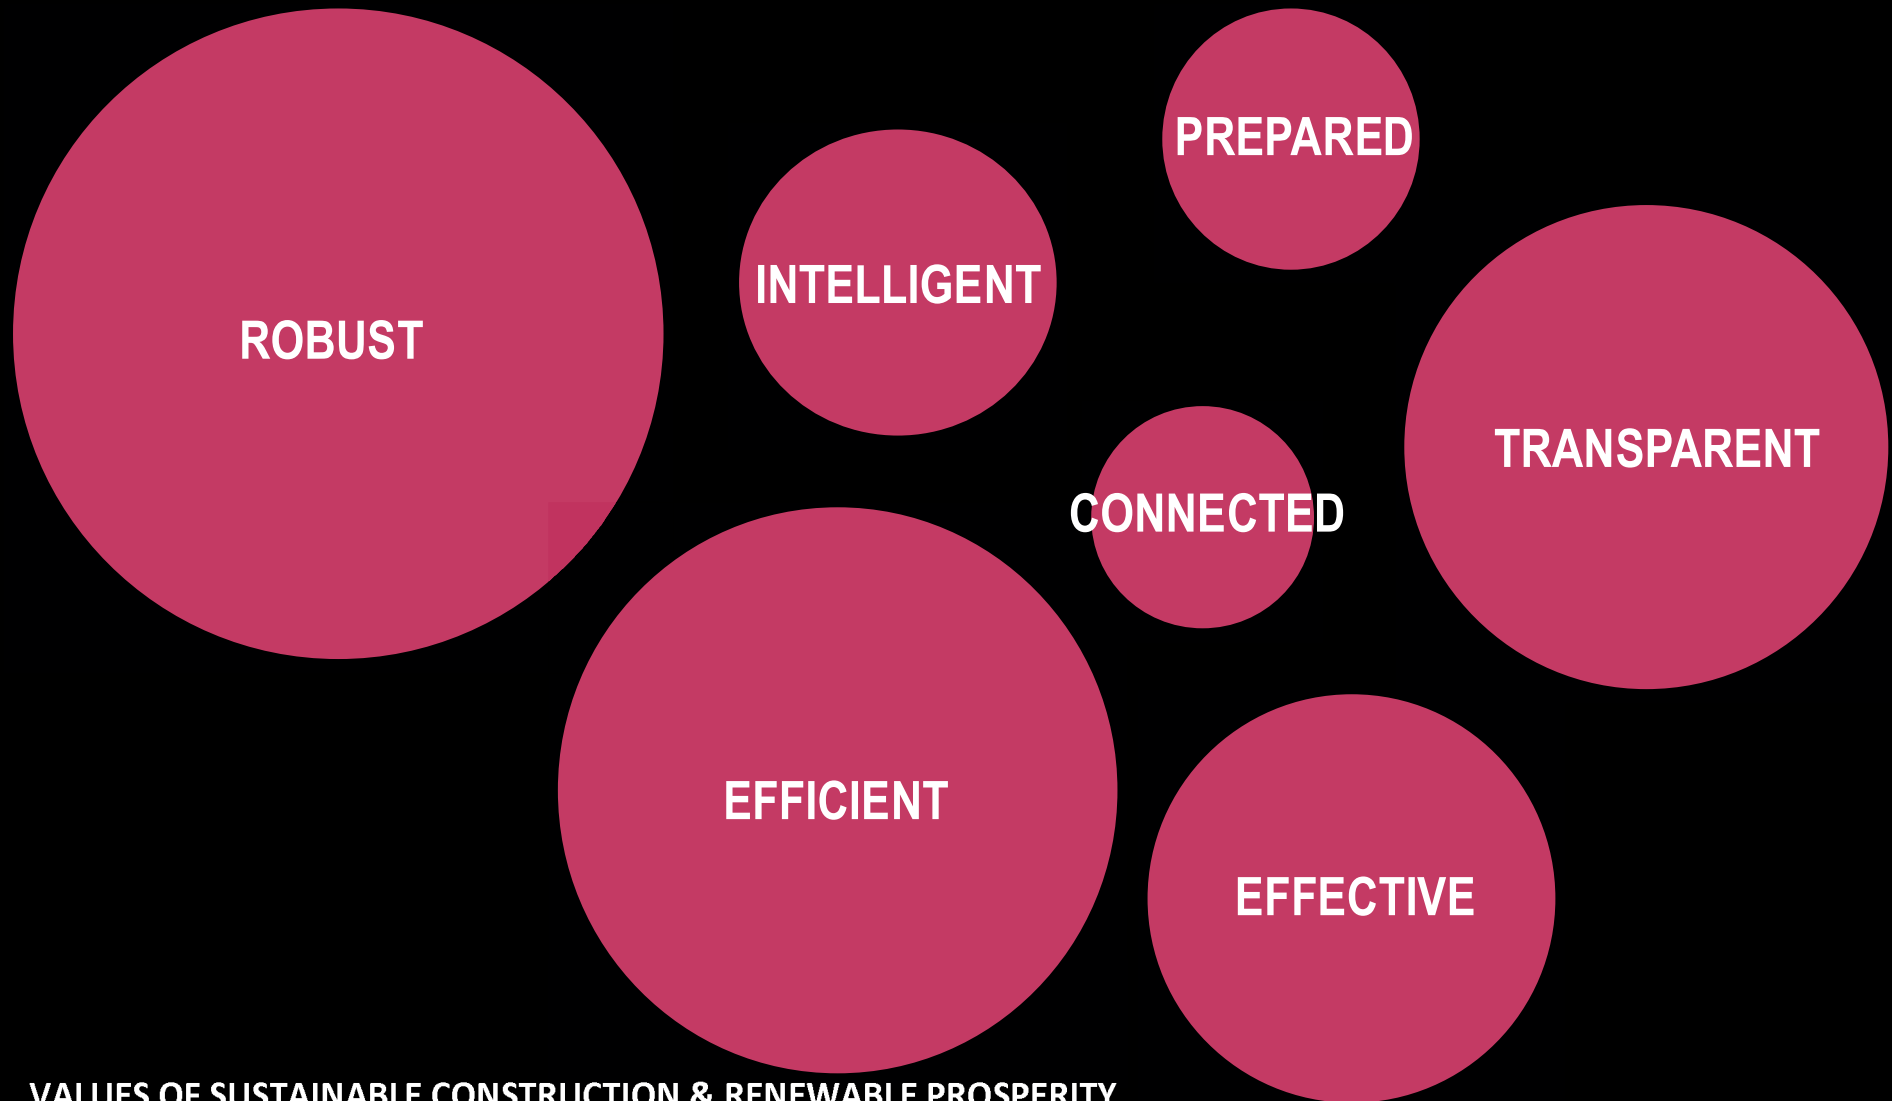 PREPARED
INTELLIGENT
ROBUST
TRANSPARENT
CONNECTED
EFFICIENT
EFFECTIVE
VALUES OF SUSTAINABLE CONSTRUCTION & RENEWABLE PROSPERITY